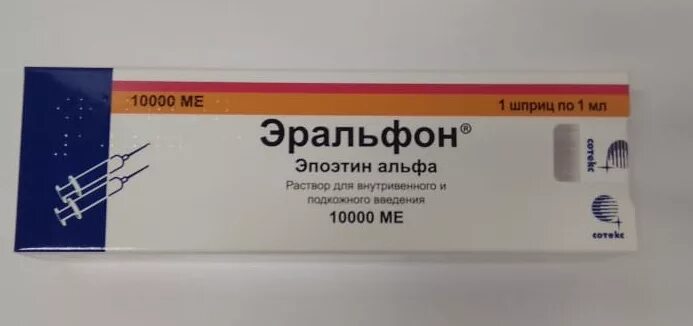 10000 МЕ
1 шприц по 1 мл
Эральфон®
Эпоэтин альфа
Раствор для внутривенного и
подкожного введения
10000 МЕ
сотекс
сотекс